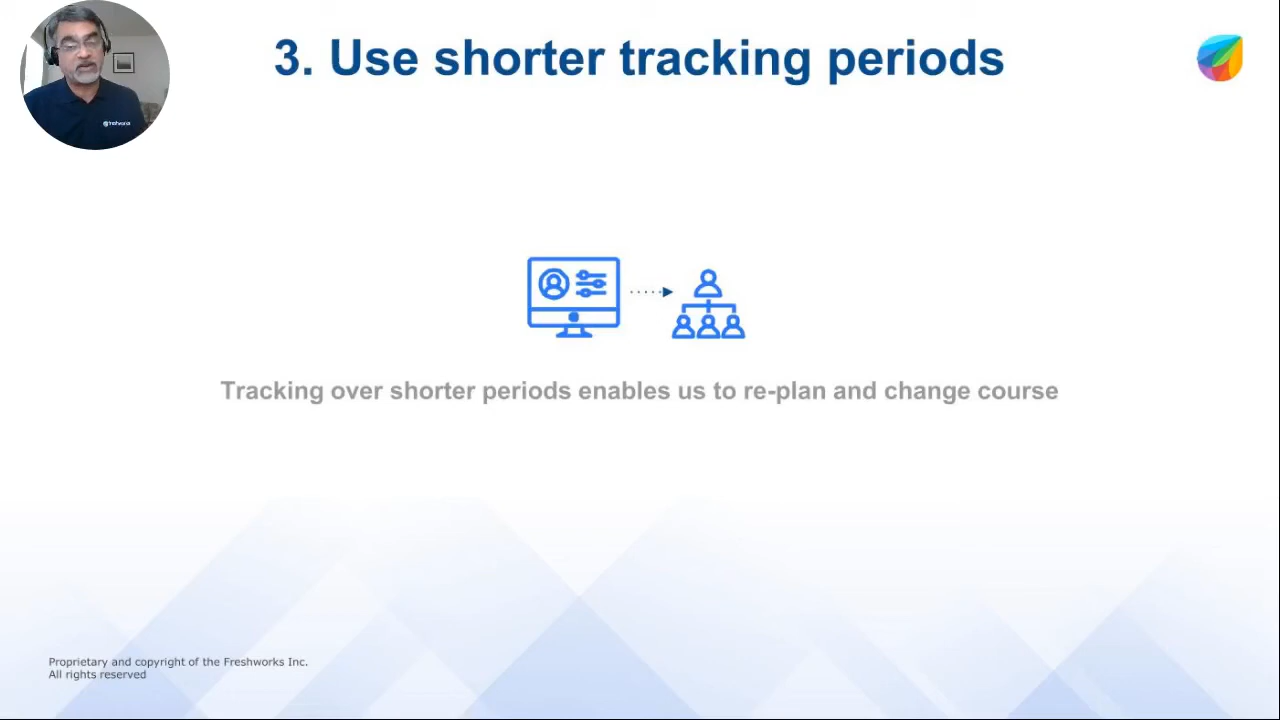 3. Use shorter tracking periods
freshworks
Tracking over shorter periods enables us to re-plan and change course
Proprietary and copyright of the Freshworks Inc.
All rights reserved